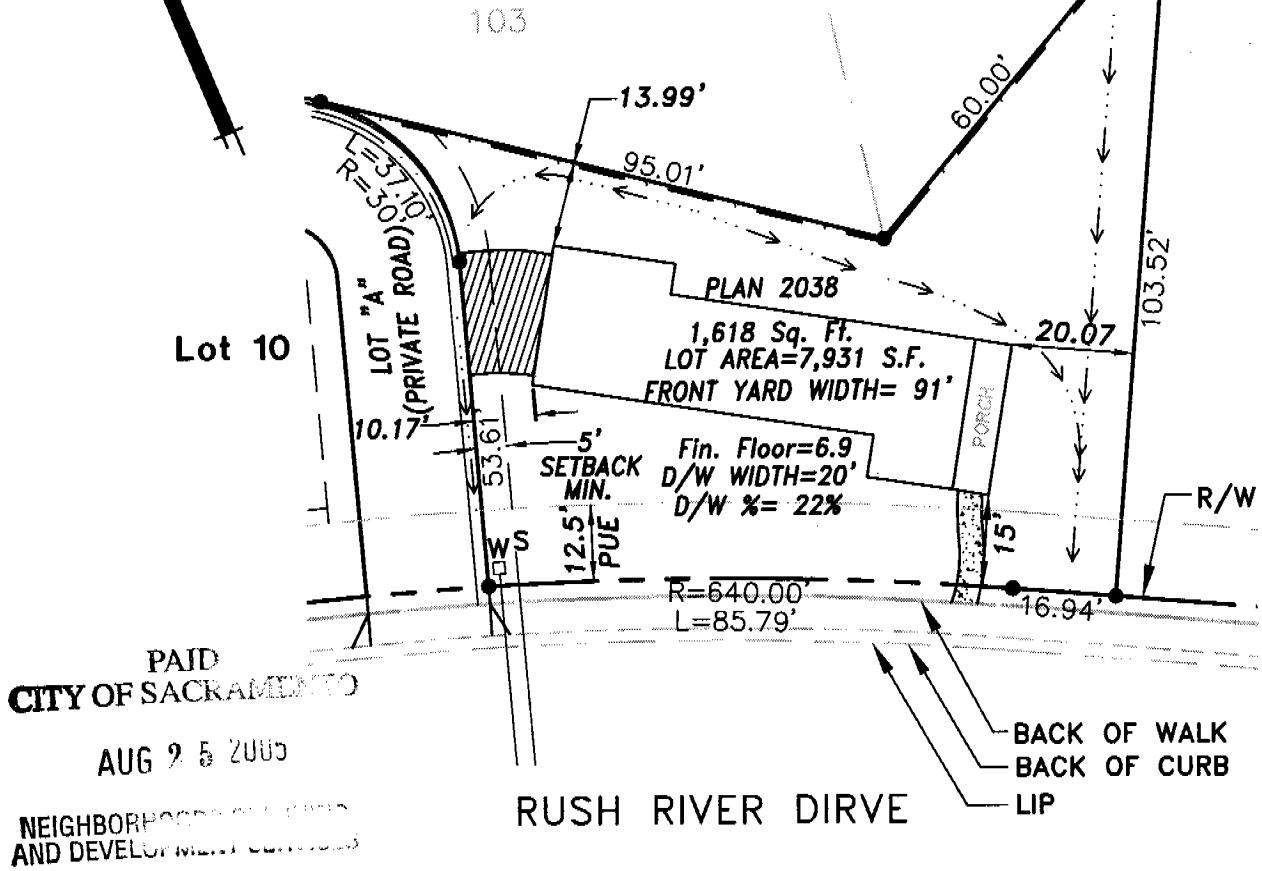 103
13.99'
60.00'
95.01'
L=37.10'
R=30'
LOT "A"
(PRIVATE ROAD)
103.52'
PLAN 2038
1,618 Sq. Ft.
LOT AREA=7,931 S.F.
FRONT YARD WIDTH= 91'
20.07
Lot 10
PORCH
10.17'
53.61
5'
SETBACK
MIN.
Fin. Floor=6.9
D/W WIDTH=20'
D/W %= 22%
R/W
12.5'
PUE
15'
W S
R=640.00'
L=85.79'
16.94'
PAID
CITY OF SACRAMENTO
AUG 25 2005
NEIGHBORHOODS
AND DEVELOPMENT SERVICES
BACK OF WALK
BACK OF CURB
LIP
RUSH RIVER DIRVE